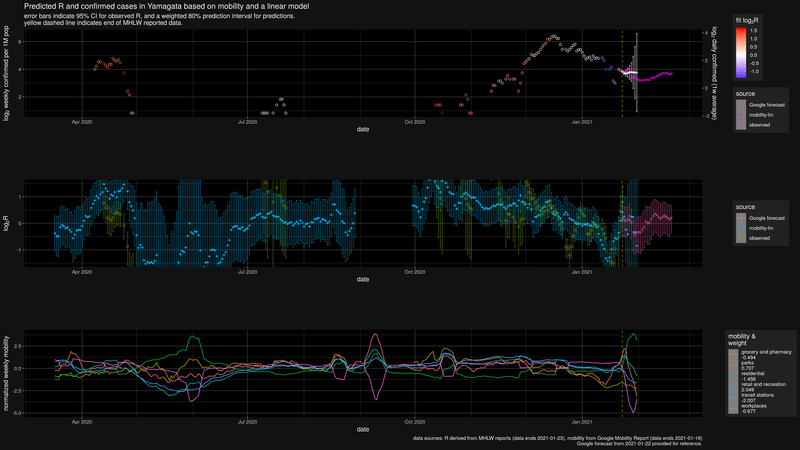 Predicted R and confirmed cases in Yamagata based on mobility and a linear model
error bars indicate 95% CI for observed R, and a weighted 80% prediction interval for predictions.
yellow dashed line indicates end of MHLW reported data.
log₂ weekly confirmed per 1M pop
6
4
2
4
2
0
-2
log₂ daily confirmed (1w average)
Apr 2020
Jul 2020
Oct 2020
Jan 2021
date
fit log₂R
1.5
1.0
0.5
0.0
-0.5
-1.0
source
Google forecast
mobility-lm
observed
log₂R
1
0
-1
Apr 2020
Jul 2020
Oct 2020
Jan 2021
date
source
Google forecast
mobility-lm
observed
normalized weekly mobility
2.5
0.0
-2.5
-5.0
Apr 2020
Jul 2020
Oct 2020
Jan 2021
date
mobility &
weight
grocery and pharmacy
-0.494
parks
0.707
residential
-1.456
retail and recreation
2.049
transit stations
-2.007
workplaces
-0.677
data sources: R derived from MHLW reports (data ends 2021-01-23), mobility from Google Mobility Report (data ends 2021-01-19)
Google forecast from 2021-01-22 provided for reference.